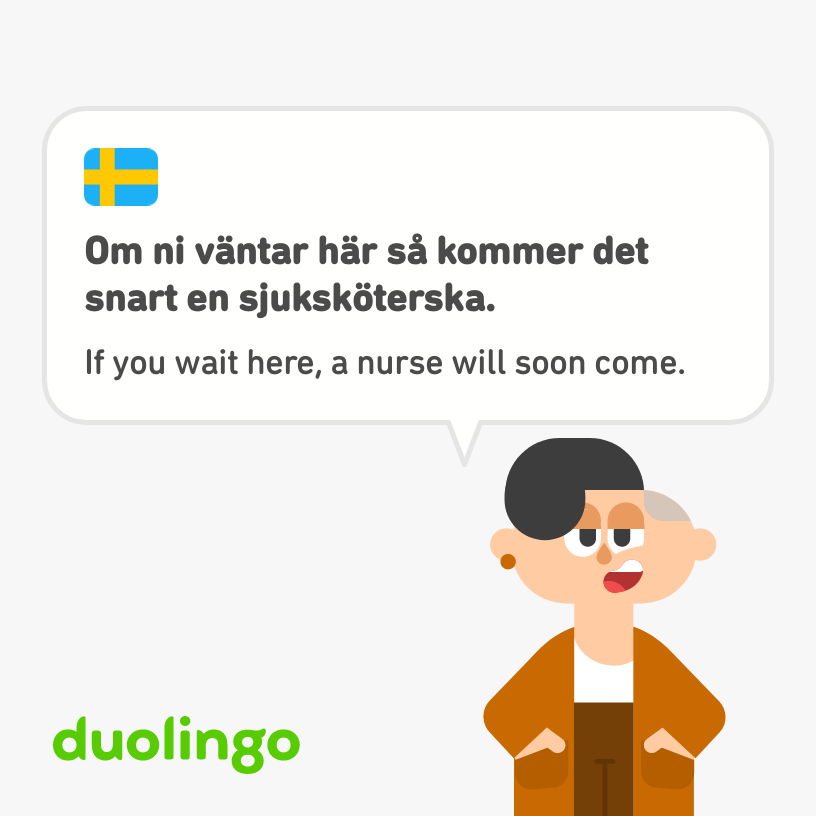 Om ni väntar här så kommer det
snart en sjuksköterska.
If you wait here, a nurse will soon come.
duolingo